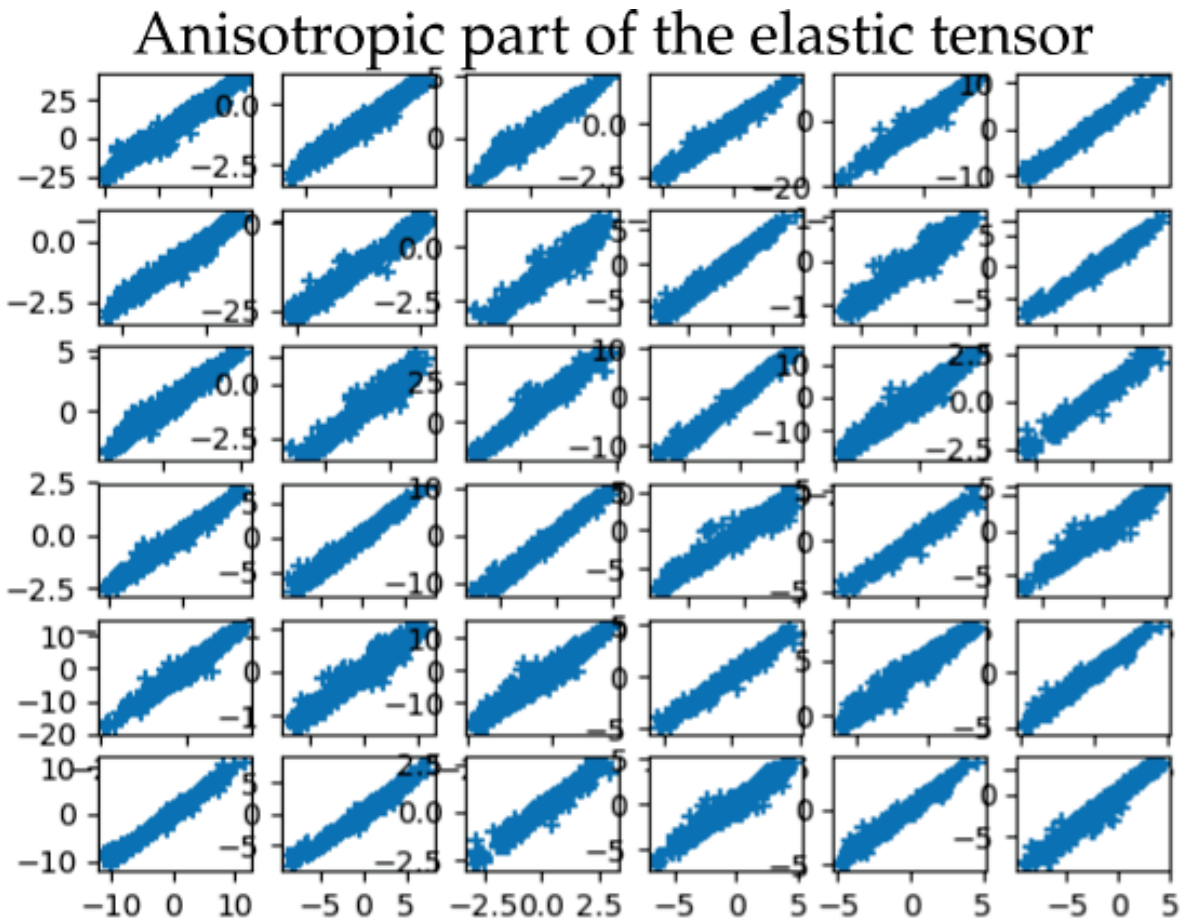 Anisotropic part of the elastic tensor
25 0.0 5 0.0 0 10
0 0 0
−25 −2.5 −2.5 −20 −10
0.0 0 0.0 5 0 5
0 0
−2.5 −25 −2.5 −5 −1 −5
5 0.0 25 10 10 2.5
0 0 0 0.0
−2.5 −10 −10 −2.5
2.5 5 10 5 5
0.0 0 0 0 0 0
−2.5 −5 −10 −5 −5 −5
10 10 5
0 0 0 0 0
−10 −10
−20 −1 −5 0 −5
10 5 2.5 5
0 0.0 0 0 0
−10 −5 −2.5 −5 −5
−10 0 10 −5 0 5 −2.5 0.0 2.5 −5 0 5 −5 0 5 −5 0 5